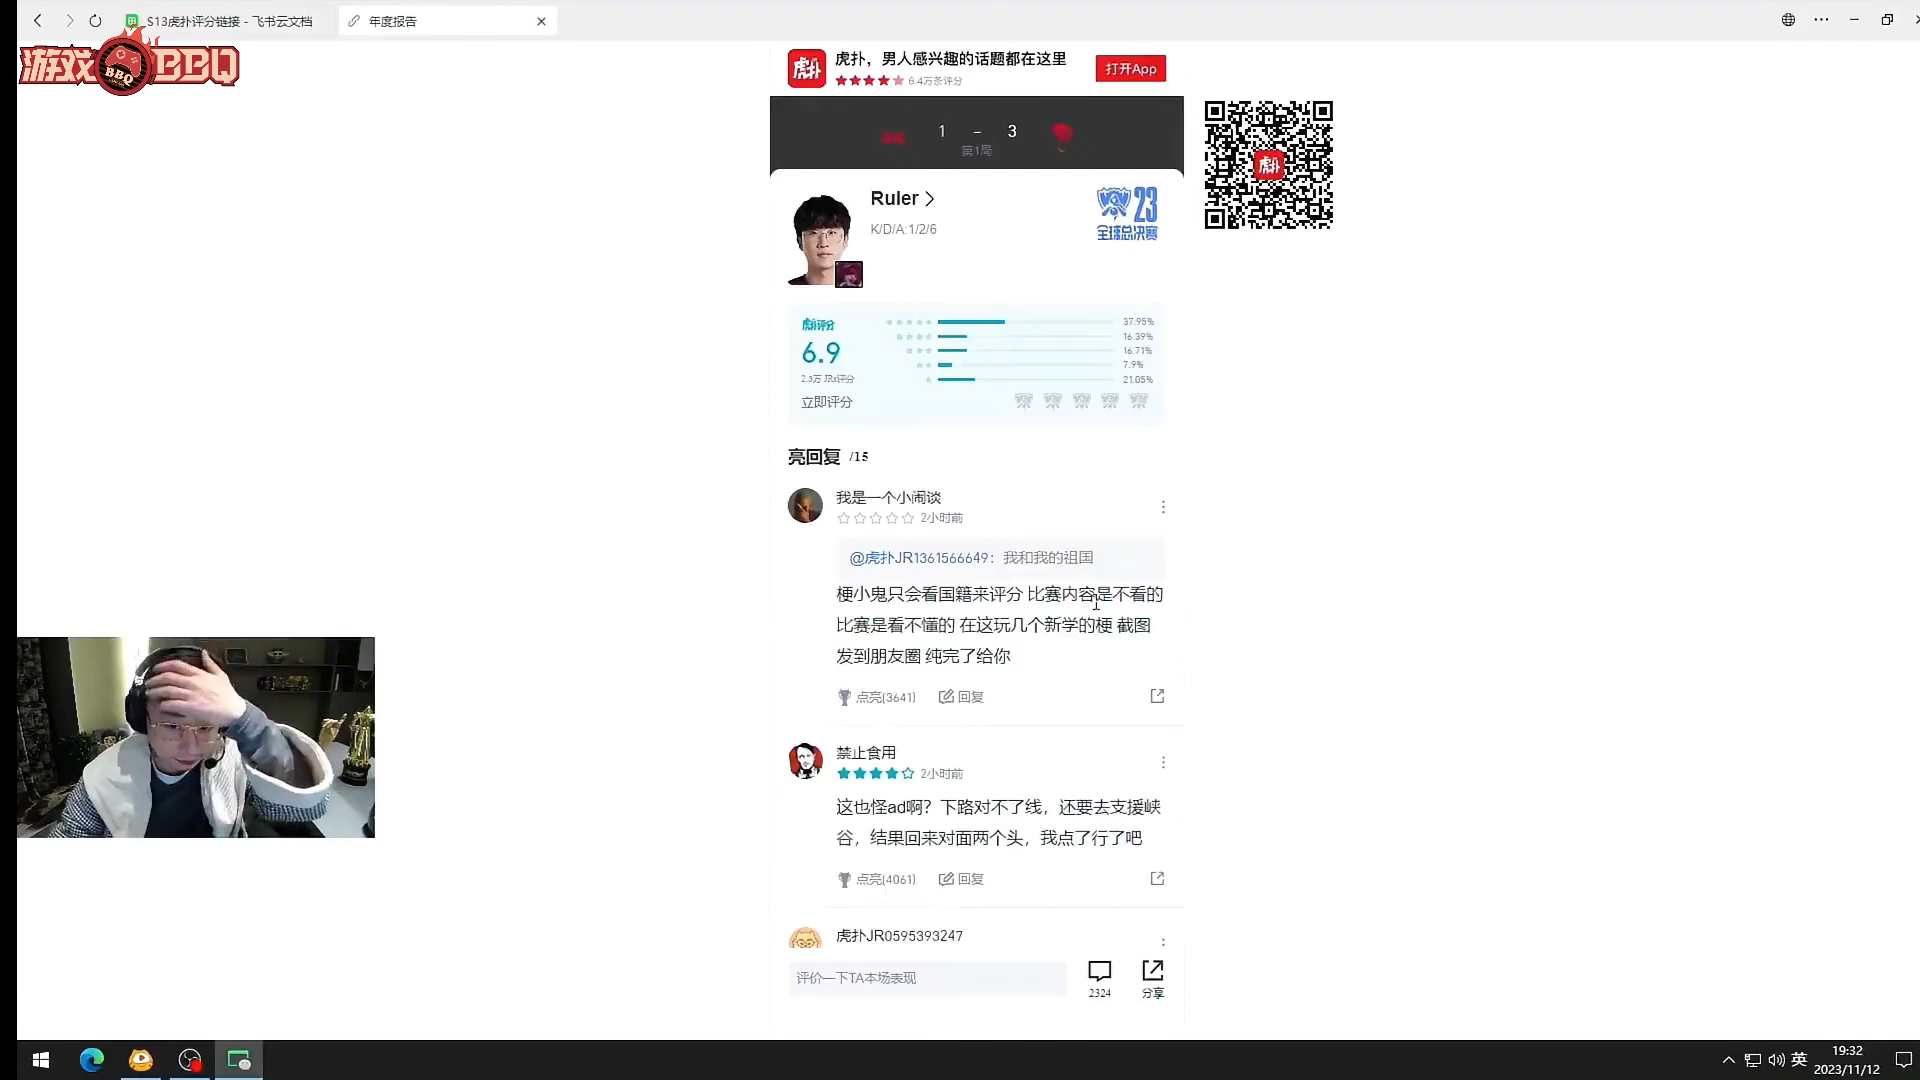 S13虎扑评分链接 - 飞书云文档
年度报告
游戏BBQ
BBQ
虎扑
虎扑，男人感兴趣的话题都在这里
6.4万条评分
打开App
1 - 3
第1局
Ruler
K/D/A:1/2/6
23
全球总决赛
虎扑
虎扑评分
6.9
2.3万 JRs评分
立即评分
37.95%
16.39%
16.71%
7.9%
21.05%
亮回复 /15
我是一个小闹谈
2小时前
@虎扑JR1361566649：我和我的祖国
梗小鬼只会看国籍来评分 比赛内容是不看的
比赛是看不懂的 在这玩几个新学的梗 截图
发到朋友圈 纯完了给你
点亮(3641) 回复
禁止食用
2小时前
这也怪ad啊？下路对不了线，还要去支援峡
谷，结果回来对面两个头，我点了行了吧
点亮(4061) 回复
虎扑JR0595393247
评价一下TA本场表现
2324
分享
英
19:32
2023/11/12